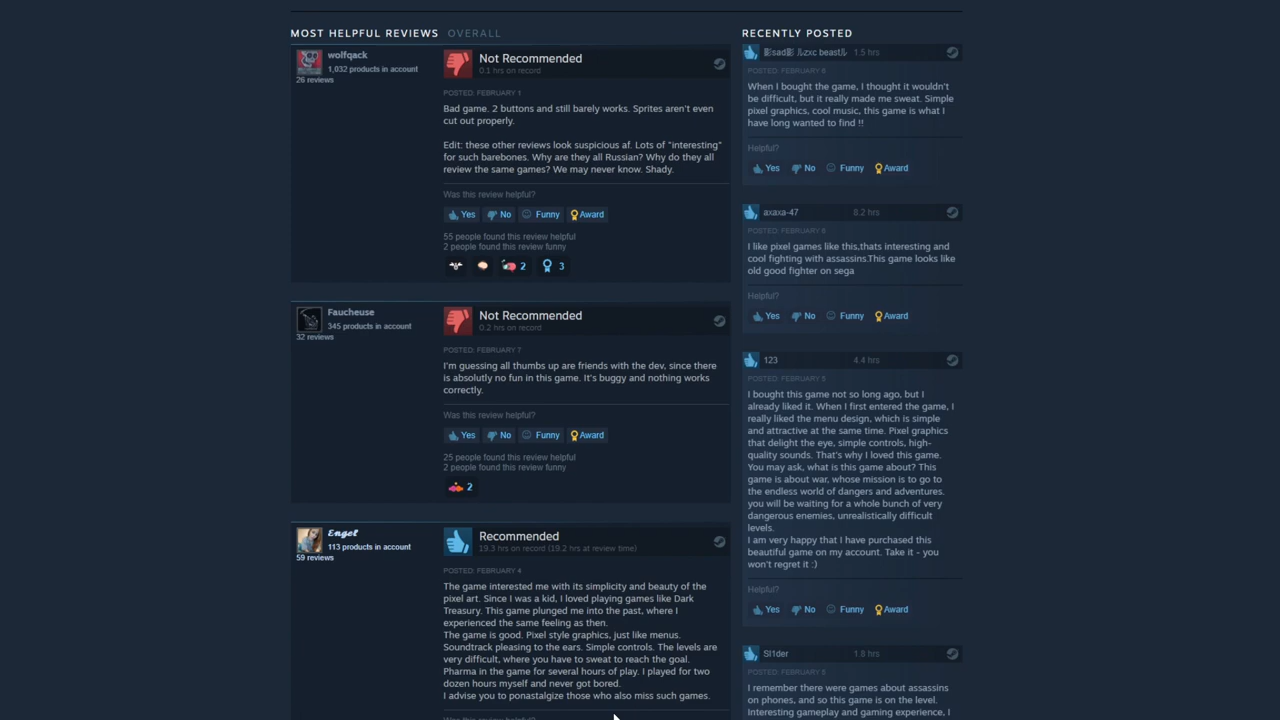 MOST HELPFUL REVIEWS OVERALL
wolfqack
1,032 products in account
26 reviews
Not Recommended
0.1 hrs on record
POSTED: FEBRUARY 1
Bad game. 2 buttons and still barely works. Sprites aren't even
cut out properly.
Edit: these other reviews look suspicious af. Lots of "interesting"
for such barebones. Why are they all Russian? Why do they all
review the same games? We may never know. Shady.
Was this review helpful?
Yes No Funny Award
55 people found this review helpful
2 people found this review funny
2 3
Faucheuse
345 products in account
32 reviews
Not Recommended
0.2 hrs on record
POSTED: FEBRUARY 7
I'm guessing all thumbs up are friends with the dev, since there
is absolutly no fun in this game. It's buggy and nothing works
correctly.
Was this review helpful?
Yes No Funny Award
25 people found this review helpful
2 people found this review funny
2
𝓔𝓷𝓰𝓮𝓵
113 products in account
59 reviews
Recommended
19.3 hrs on record (19.2 hrs at review time)
POSTED: FEBRUARY 4
The game interested me with its simplicity and beauty of the
pixel art. Since I was a kid, I loved playing games like Dark
Treasury. This game plunged me into the past, where I
experienced the same feeling as then.
The game is good. Pixel style graphics, just like menus.
Soundtrack pleasing to the ears. Simple controls. The levels are
very difficult, where you have to sweat to reach the goal.
Pharma in the game for several hours of play. I played for two
dozen hours myself and never got bored.
I advise you to ponastalgize those who also miss such games.
Was this review helpful?
RECENTLY POSTED
sad zxc beast 1.5 hrs
POSTED: FEBRUARY 6
When I bought the game, I thought it wouldn't
be difficult, but it really made me sweat. Simple
pixel graphics, cool music, this game is what I
have long wanted to find !!
Helpful?
Yes No Funny Award
axaxa-47 8.2 hrs
POSTED: FEBRUARY 6
I like pixel games like this,thats interesting and
cool fighting with assassins.This game looks like
old good fighter on sega
Helpful?
Yes No Funny Award
123 4.4 hrs
POSTED: FEBRUARY 5
I bought this game not so long ago, but I
already liked it. When I first entered the game, I
really liked the menu design, which is simple
and attractive at the same time. Pixel graphics
that delight the eye, simple controls, high-
quality sounds. That's why I loved this game.
You may ask, what is this game about? This
game is about war, whose mission is to go to
the endless world of dangers and adventures.
you will be waiting for a whole bunch of very
dangerous enemies, unrealistically difficult
levels.
I am very happy that I have purchased this
beautiful game on my account. Take it - you
won't regret it :)
Helpful?
Yes No Funny Award
Sl1der 1.8 hrs
POSTED: FEBRUARY 5
I remember there were games about assassins
on phones, and so this game is on the level.
Interesting gameplay and gaming experience, I